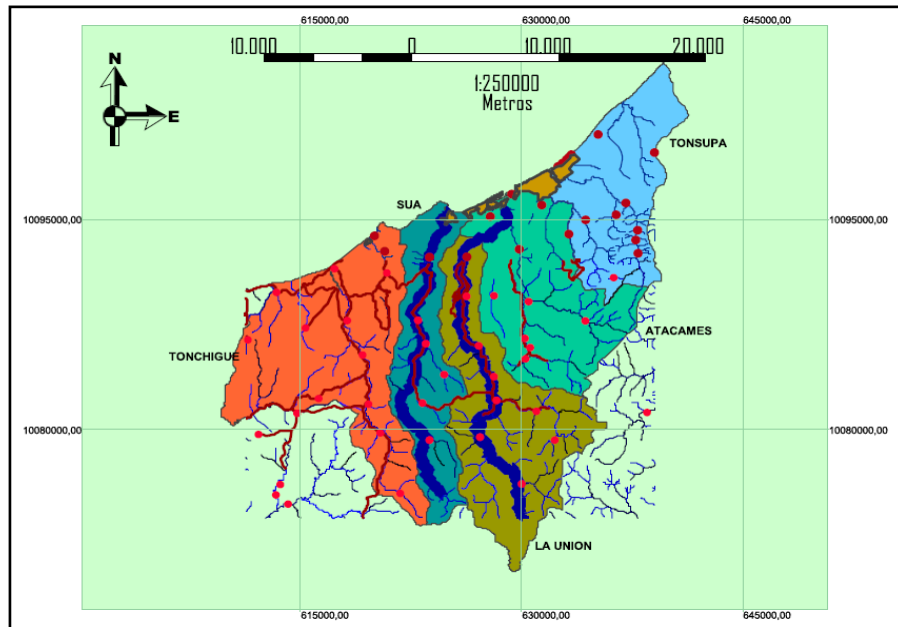 615000,00 630000,00 645000,00
10.000 0 10.000 20.000
1:250000
Metros
N
E
TONSUPA
SUA
10095000,00 10095000,00
ATACAMES
TONCHIGUE
10080000,00 10080000,00
LA UNION
615000,00 630000,00 645000,00